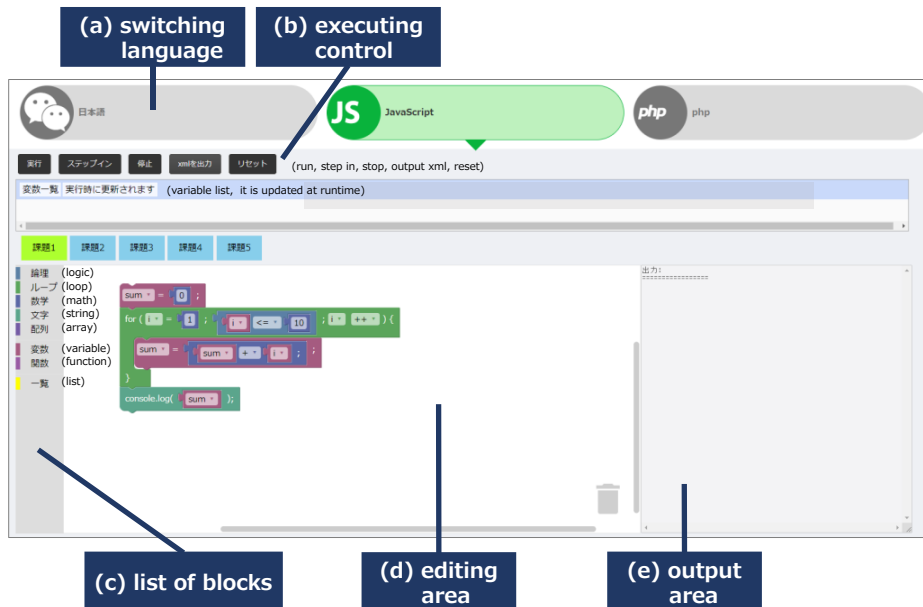 (a) switching
language
(b) executing
control
日本語
JS
JavaScript
php
php
実行
ステップイン
停止
xmlを出力
リセット
(run, step in, stop, output xml, reset)
変数一覧 実行時に更新されます (variable list, it is updated at runtime)
課題1
課題2
課題3
課題4
課題5
論理 (logic)
ループ (loop)
数学 (math)
文字 (string)
配列 (array)
変数 (variable)
関数 (function)
一覧 (list)
sum = 0 ;
for ( i = 1 ; i <= 10 ; i ++ ) {
sum = sum + i ; ;
}
console.log( sum );
出力:
================
(c) list of blocks
(d) editing
area
(e) output
area